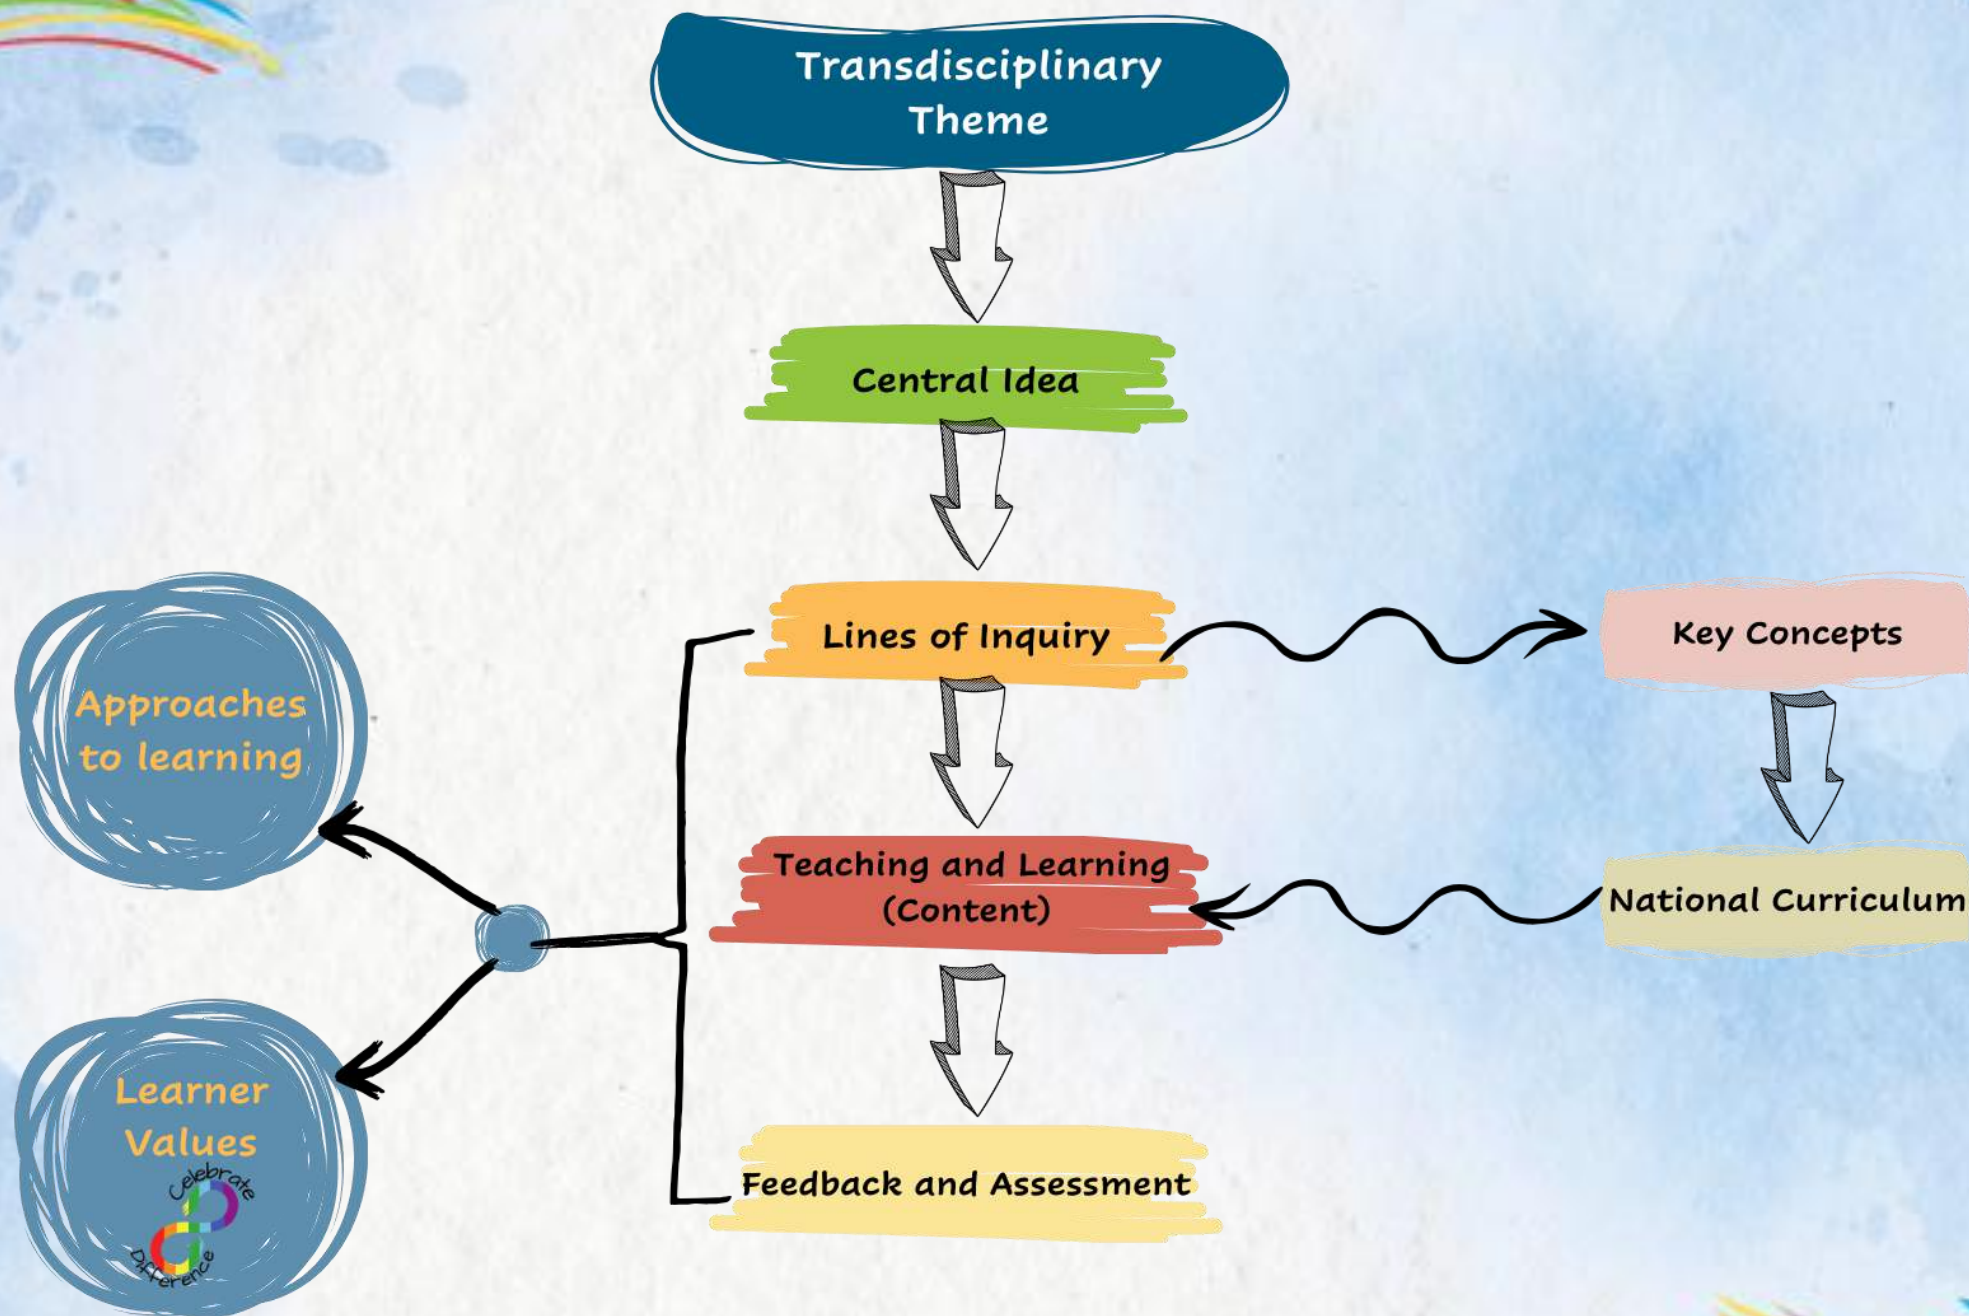 Transdisciplinary
Theme
Central Idea
Lines of Inquiry
Key Concepts
Approaches
to learning
Teaching and Learning
(Content)
National Curriculum
Learner
Values
Celebrate
Difference
Feedback and Assessment